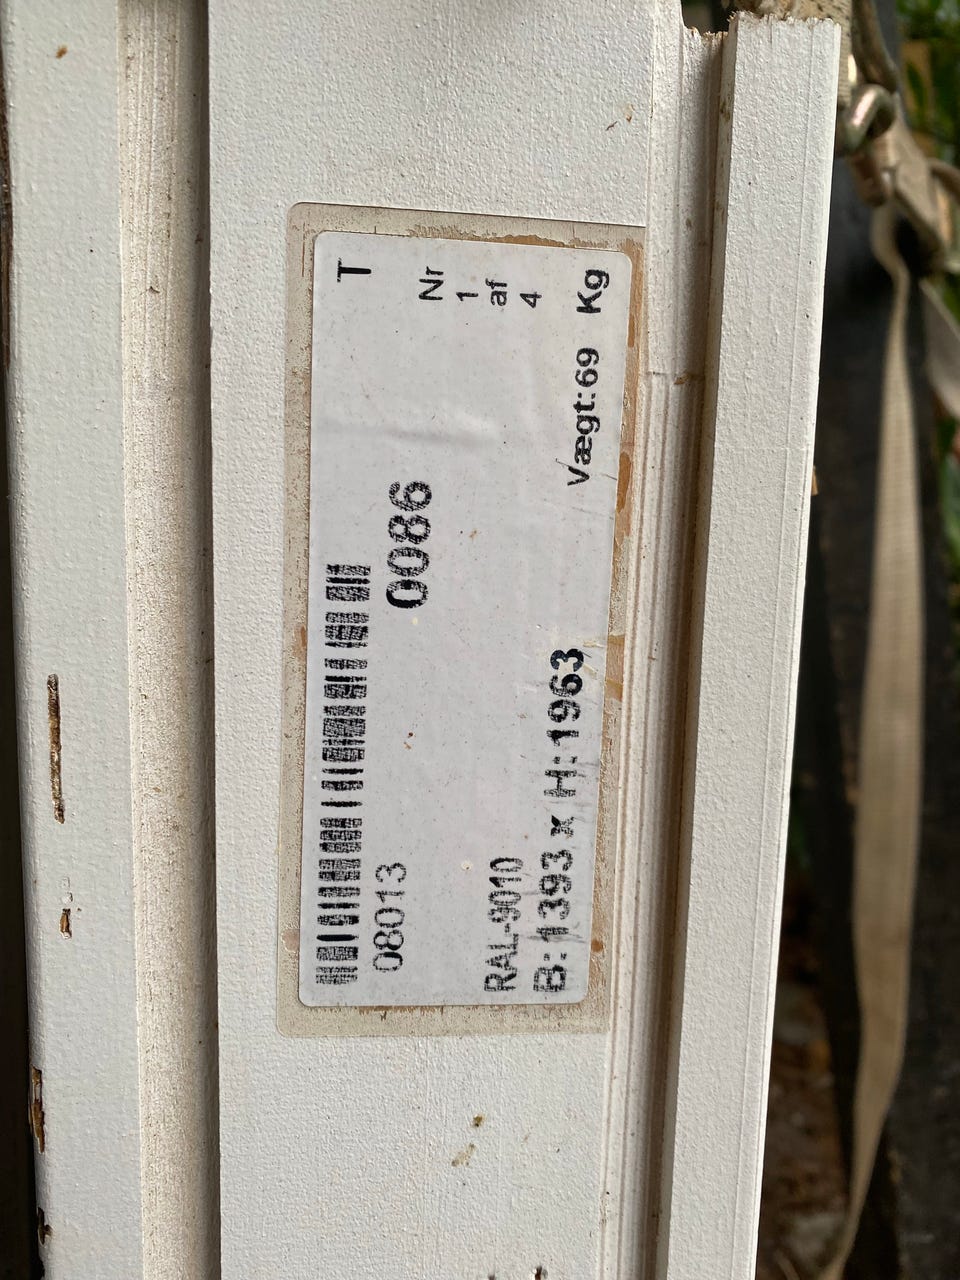 T
08013
0086
Nr
1
af
4
RAL-9010
B:1393 x H:1963
Vægt:69 Kg